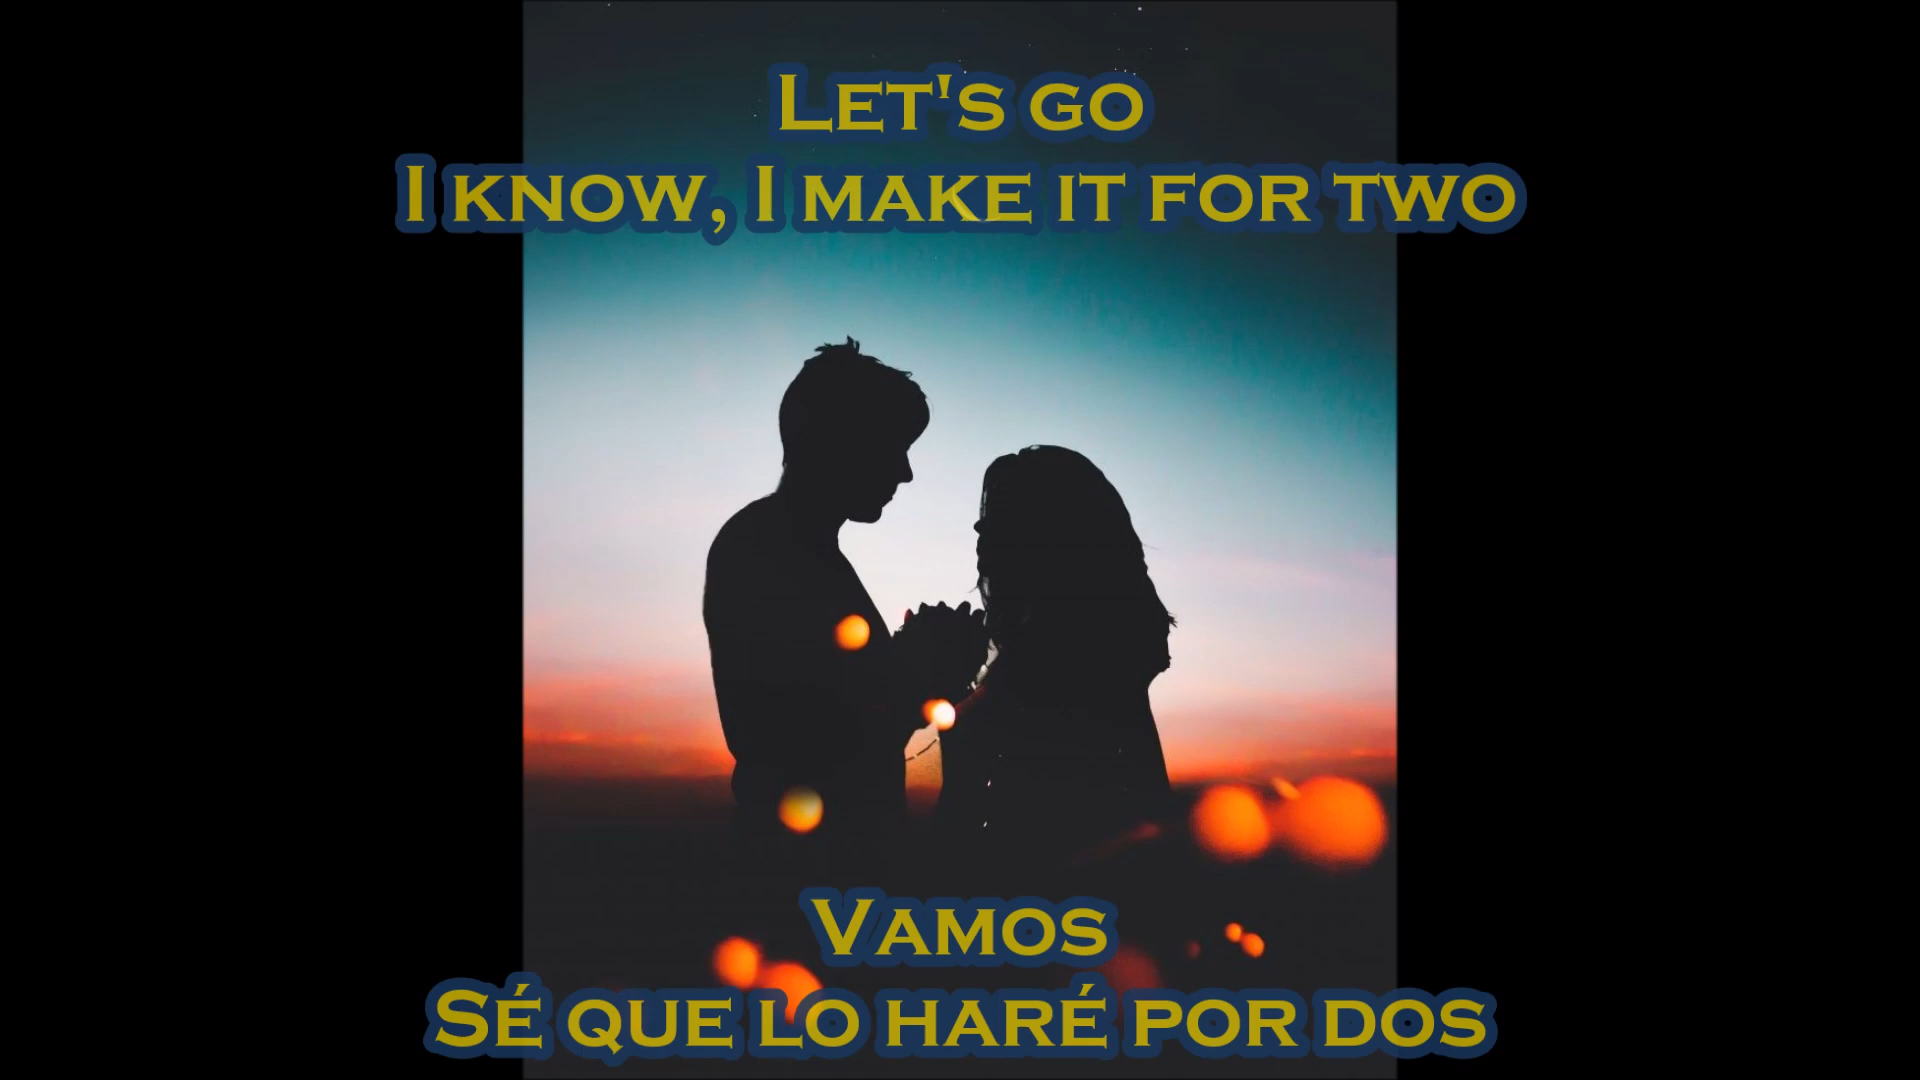 Let's go
I know, I make it for two
Vamos
Sé que lo haré por dos